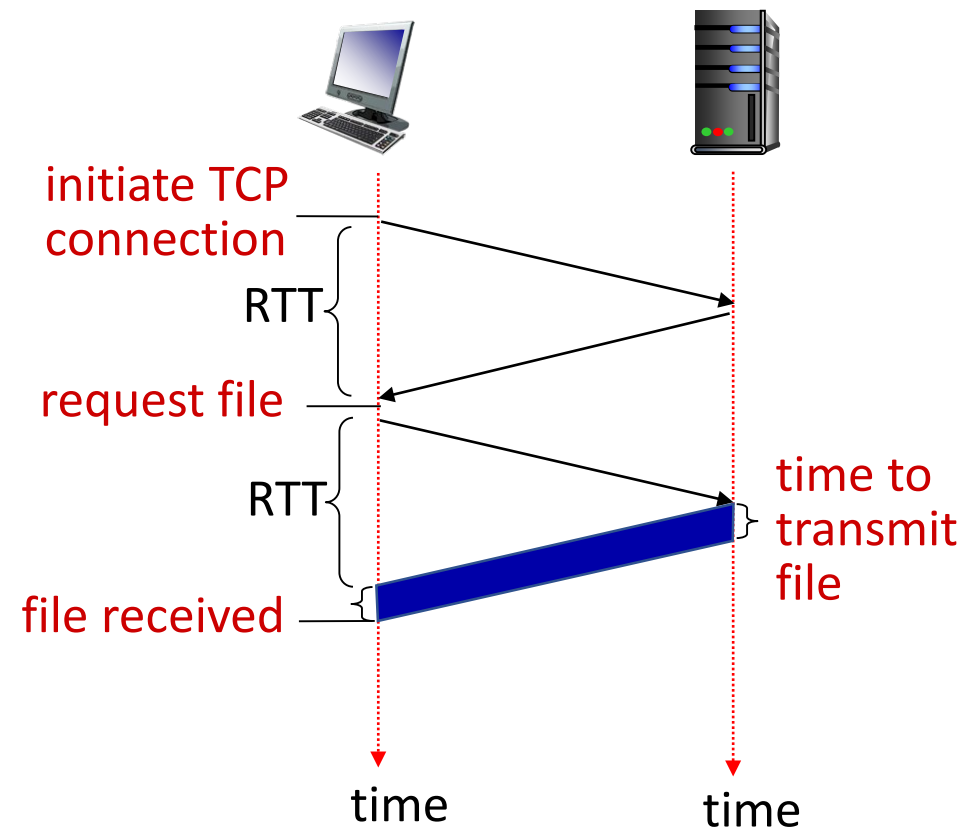 initiate TCP
connection
RTT
request file
RTT
time to
transmit
file
file received
time
time